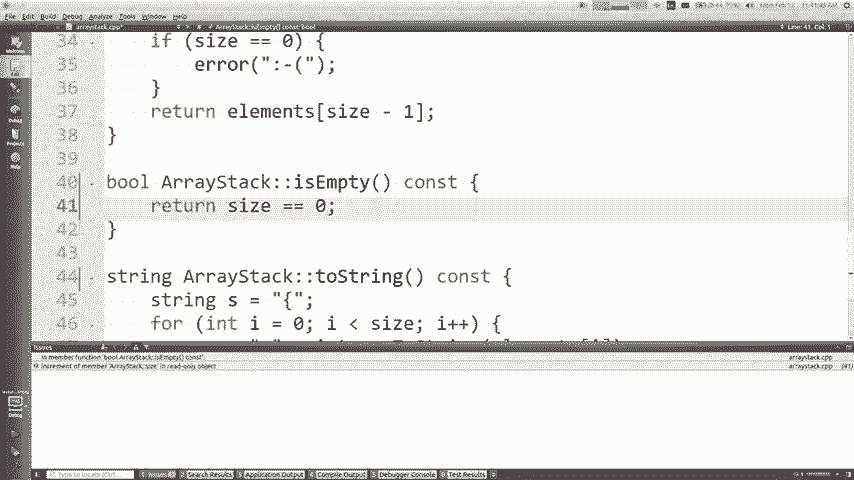 File Edit Build Debug Analyze Tools Window Help
arraystack.cpp* ArrayStack::isEmpty() const: bool Line: 41, Col: 1
Welcome
Edit
Debug
Projects
Help
34 if (size == 0) {
35 error(":-(");
36 }
37 return elements[size - 1];
38 }
39
40 bool ArrayStack::isEmpty() const {
41 return size == 0;
42 }
43
44 string ArrayStack::toString() const {
45 string s = "{";
46 for (int i = 0; i < size; i++) {
Issues
In member function 'bool ArrayStack::isEmpty() const': arraystack.cpp
increment of member 'ArrayStack::size' in read-only object arraystack.cpp (41)
Debug
Type to locate (Ctrl+K) 1 Issues 2 Search Results 3 Application Output 4 Compile Output 5 Debugger Console 8 Test Results